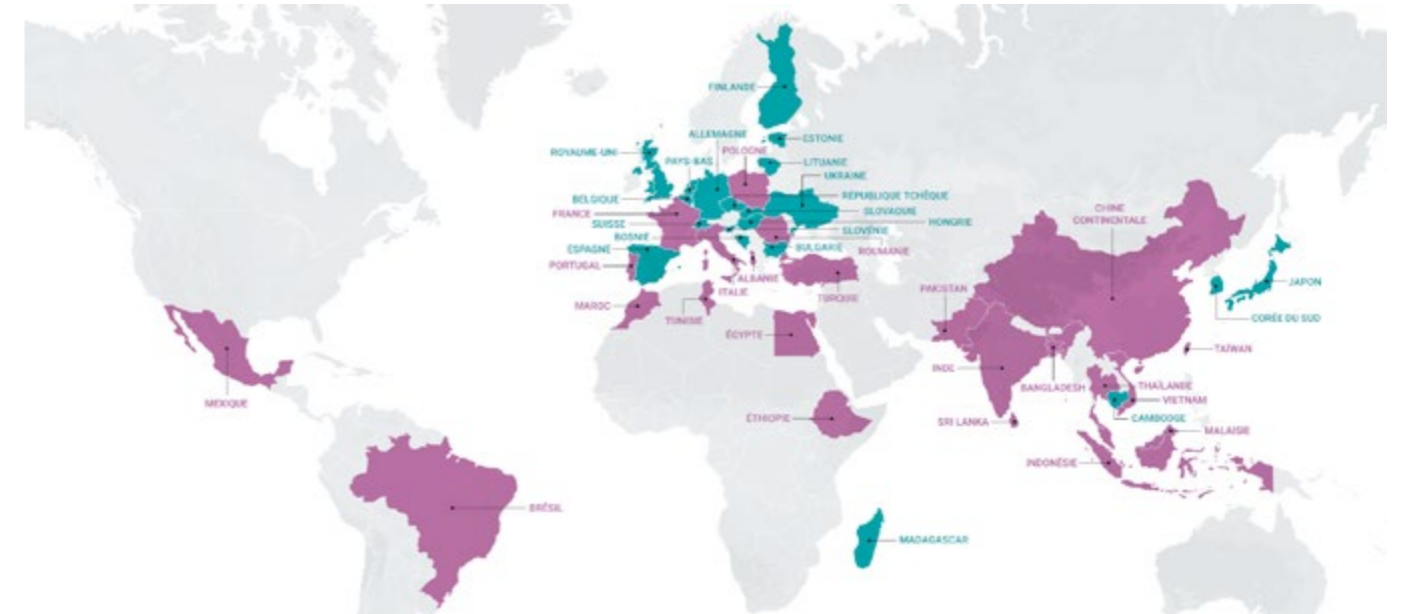 FINLANDE
ALLEMAGNE
ESTONIE
ROYAUME-UNI
POLOGNE
PAYS-BAS
LITUANIE
UKRAINE
BELGIQUE
RÉPUBLIQUE TCHÈQUE
FRANCE
SLOVAQUIE
SUISSE
HONGRIE
BOSNIE
SLOVÉNIE
ESPAGNE
BULGARIE
ROUMANIE
PORTUGAL
ALBANIE
ITALIE
TURQUIE
MAROC
TUNISIE
ÉGYPTE
CHINE
CONTINENTALE
PAKISTAN
JAPON
CORÉE DU SUD
TAÏWAN
INDE
BANGLADESH
THAÏLANDE
VIETNAM
CAMBODGE
SRI LANKA
MALAISIE
INDONÉSIE
ÉTHIOPIE
MEXIQUE
BRÉSIL
MADAGASCAR